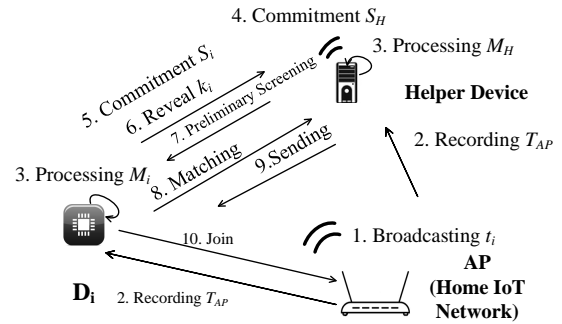 4. Commitment S_H
3. Processing M_H
Helper Device
5. Commitment S_i
6. Reveal k_i
7. Preliminary Screening
2. Recording T_AP
8. Matching
9.Sending
3. Processing M_i
D_i
10. Join
1. Broadcasting t_i
AP
(Home IoT
Network)
2. Recording T_AP